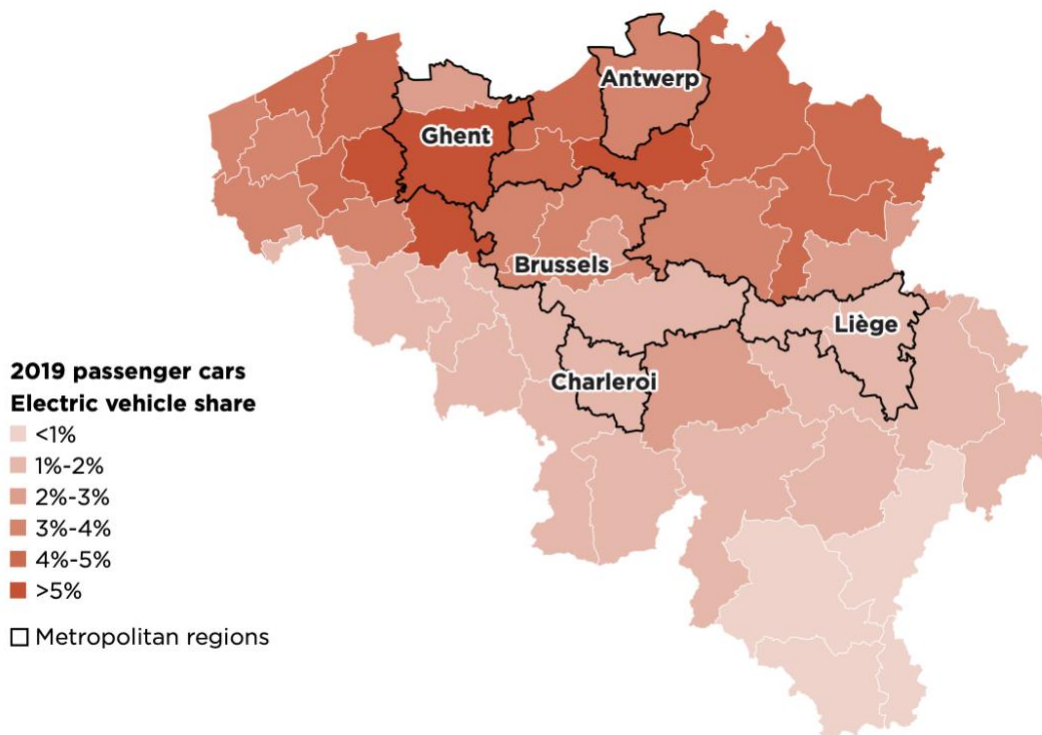 Antwerp
Ghent
Brussels
Liège
Charleroi
2019 passenger cars
Electric vehicle share
<1%
1%-2%
2%-3%
3%-4%
4%-5%
>5%
Metropolitan regions